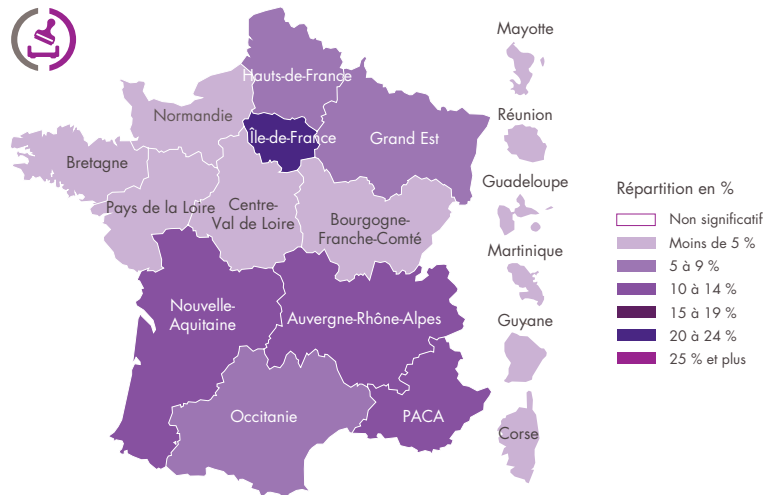 Mayotte
Hauts-de-France
Normandie
Réunion
Île-de-France
Grand Est
Bretagne
Guadeloupe
Pays de la Loire
Centre-
Val de Loire
Bourgogne-
Franche-Comté
Martinique
Nouvelle-
Aquitaine
Auvergne-Rhône-Alpes
Guyane
Occitanie
PACA
Corse
Répartition en %
Non significatif
Moins de 5 %
5 à 9 %
10 à 14 %
15 à 19 %
20 à 24 %
25 % et plus